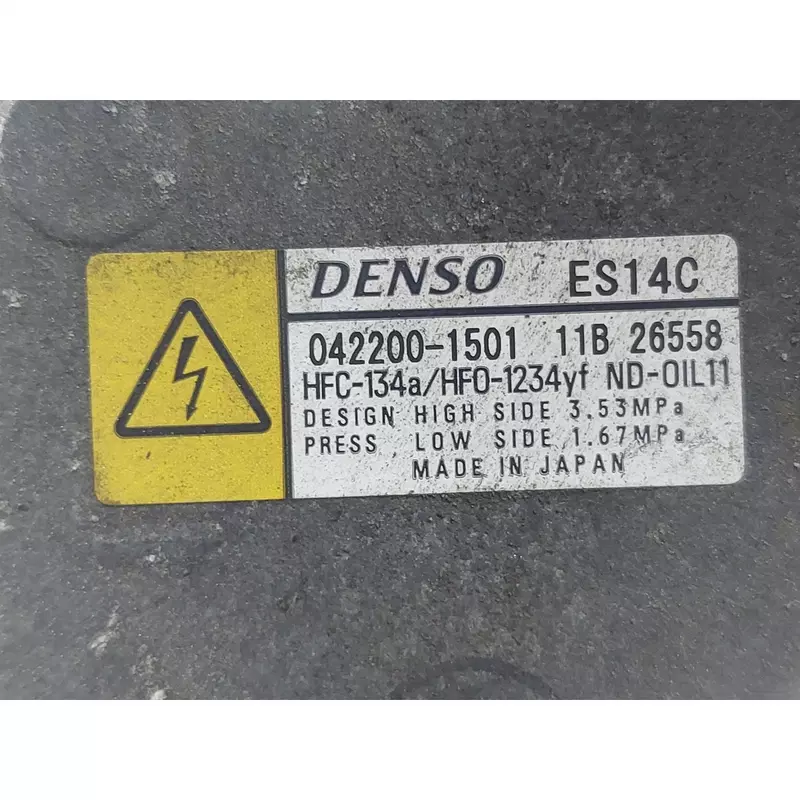 DENSO ES14C
042200-1501 11B 26558
HFC-134a/HFO-1234yf ND-OIL11
DESIGN HIGH SIDE 3.53MPa
PRESS, LOW SIDE 1.67MPa
MADE IN JAPAN